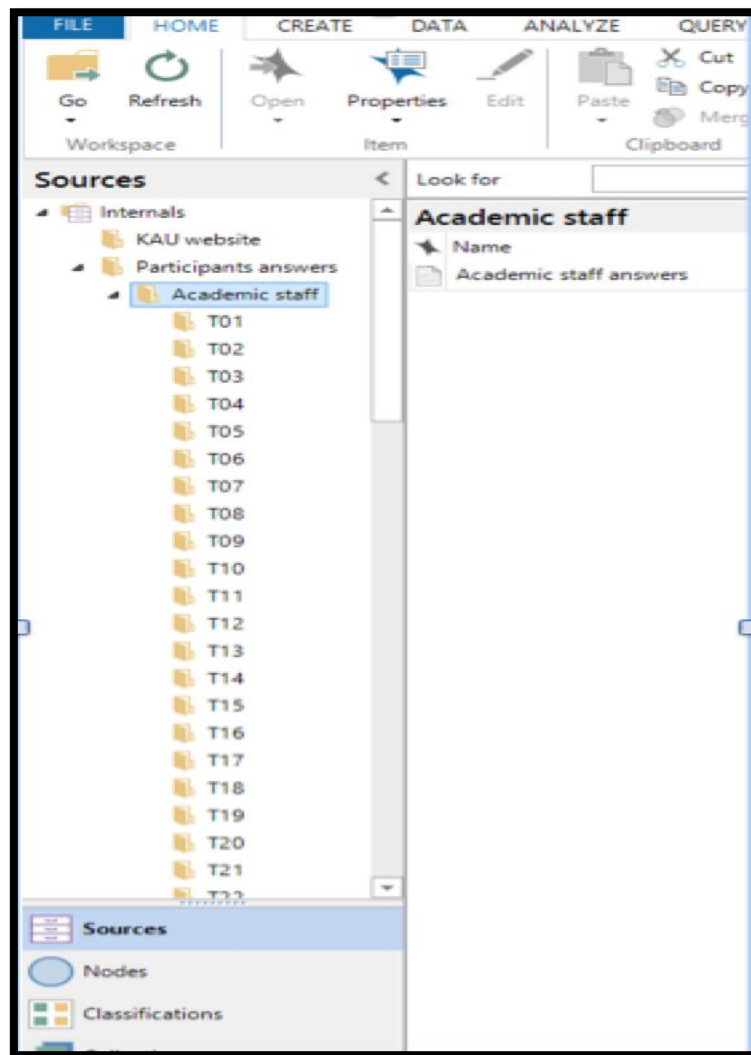 FILE HOME CREATE DATA ANALYZE QUERY
Go Refresh Open Properties Edit Paste Cut
Copy
Workspace Item Clipboard
Sources < Look for
Internals
KAU website
Participants answers
Academic staff
T01
T02
T03
T04
T05
T06
T07
T08
T09
T10
T11
T12
T13
T14
T15
T16
T17
T18
T19
T20
T21
T22
Academic staff
Name
Academic staff answers
Sources
Nodes
Classifications